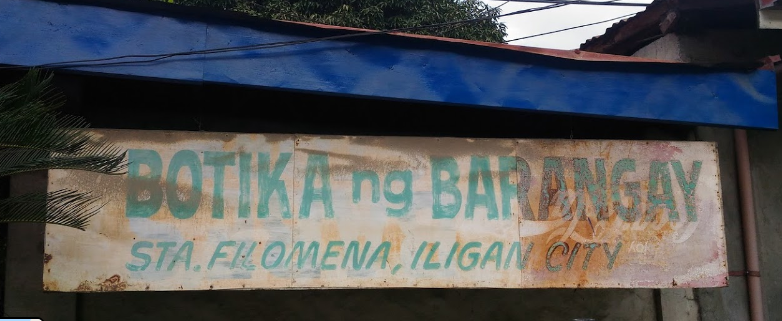 BOTIKA ng BARANGAY
STA. FILOMENA, ILIGAN CITY